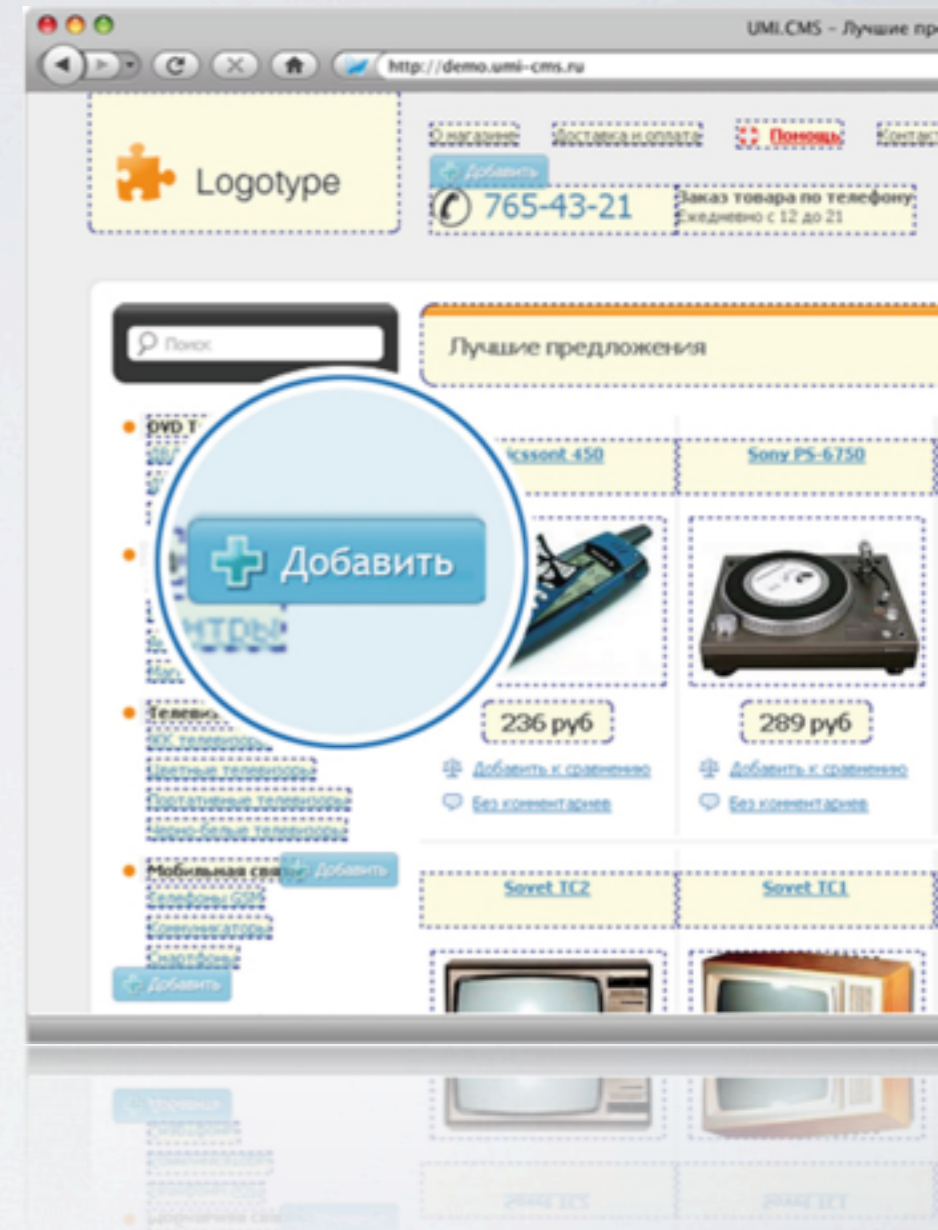 UMI.CMS – Лучшие пре
http://demo.umi-cms.ru
О магазине Доставка и оплата Помощь Контакт
Добавить
Logotype
765-43-21
Заказ товара по телефону
Ежедневно с 12 до 21
Поиск
Лучшие предложения
DVD
icssont 450
Sony PS-6750
Добавить
236 руб
289 руб
ЖК телевизоры
Цветные телевизоры
Портативные телевизоры
Черно-белые телевизоры
Добавить к сравнению
Добавить к сравнению
Без комментариев
Без комментариев
Мобильная связь
Добавить
Телефоны GSM
Коммуникаторы
Смартфоны
Добавить
Sovet TC2
Sovet TC1